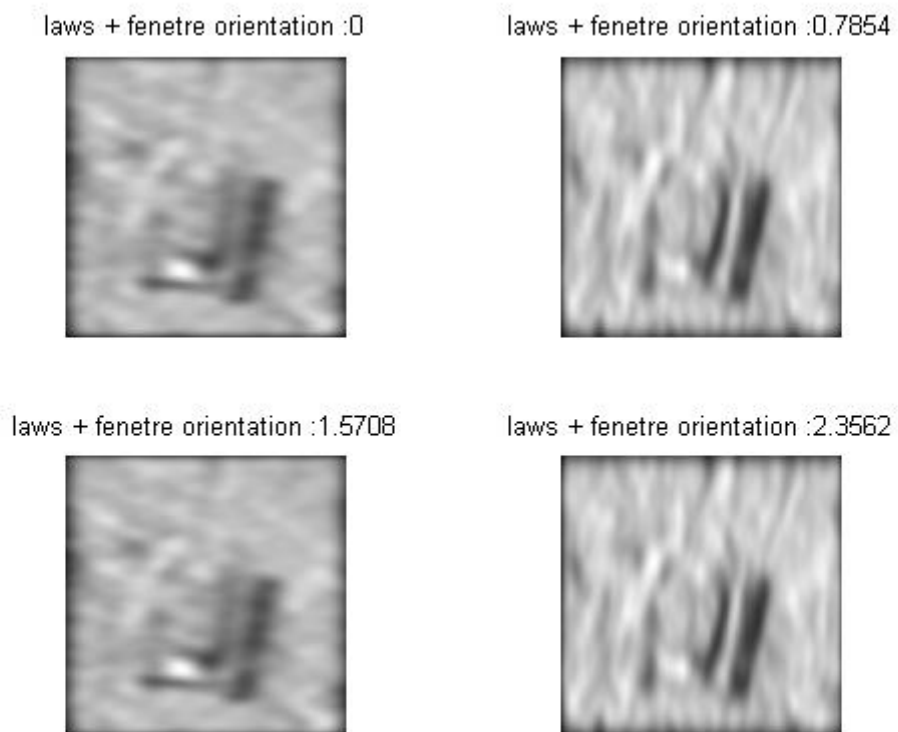 laws + fenetre orientation :0
laws + fenetre orientation :0.7854
laws + fenetre orientation :1.5708
laws + fenetre orientation :2.3562